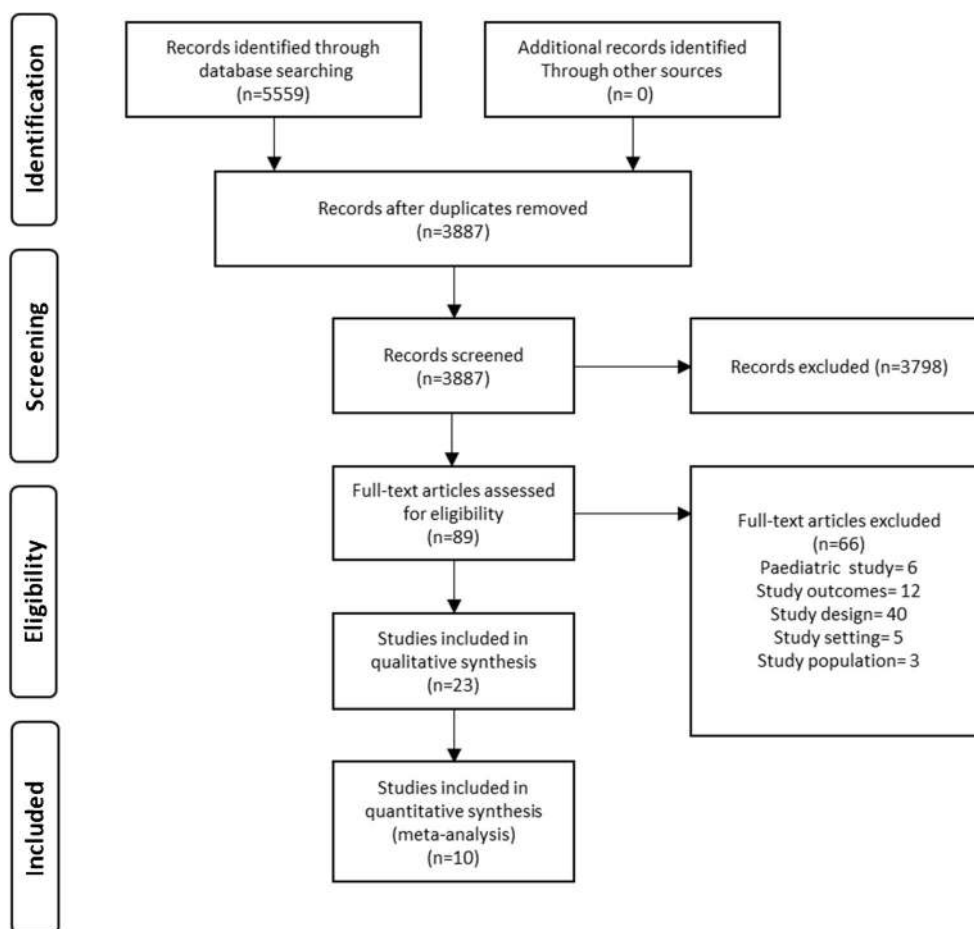 Identification
Records identified through
database searching
(n=5559)
Additional records identified
Through other sources
(n= 0)
Records after duplicates removed
(n=3887)
Screening
Records screened
(n=3887)
Records excluded (n=3798)
Eligibility
Full-text articles assessed
for eligibility
(n=89)
Full-text articles excluded
(n=66)
Paediatric study= 6
Study outcomes= 12
Study design= 40
Study setting= 5
Study population= 3
Studies included in
qualitative synthesis
(n=23)
Included
Studies included in
quantitative synthesis
(meta-analysis)
(n=10)